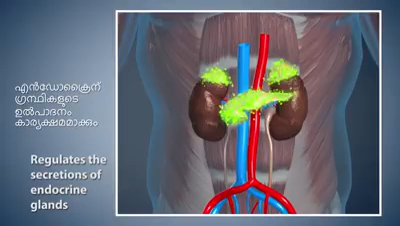 എൻഡോക്രൈന്
ഗ്രന്ഥികളുടെ
ഉൽപാദനം
കാര്യക്ഷമമാക്കും
Regulates the
secretions of
endocrine
glands